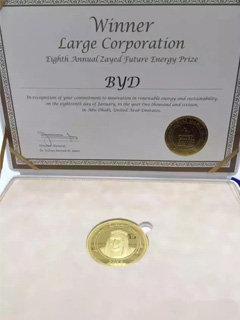 Winner
Large Corporation
Eighth Annual Zayed Future Energy Prize
BYD
In recognition of your commitment to innovation in renewable energy and sustainability
on the eighteenth day of January, in the year two thousand and sixteen,
in Abu Dhabi, United Arab Emirates.